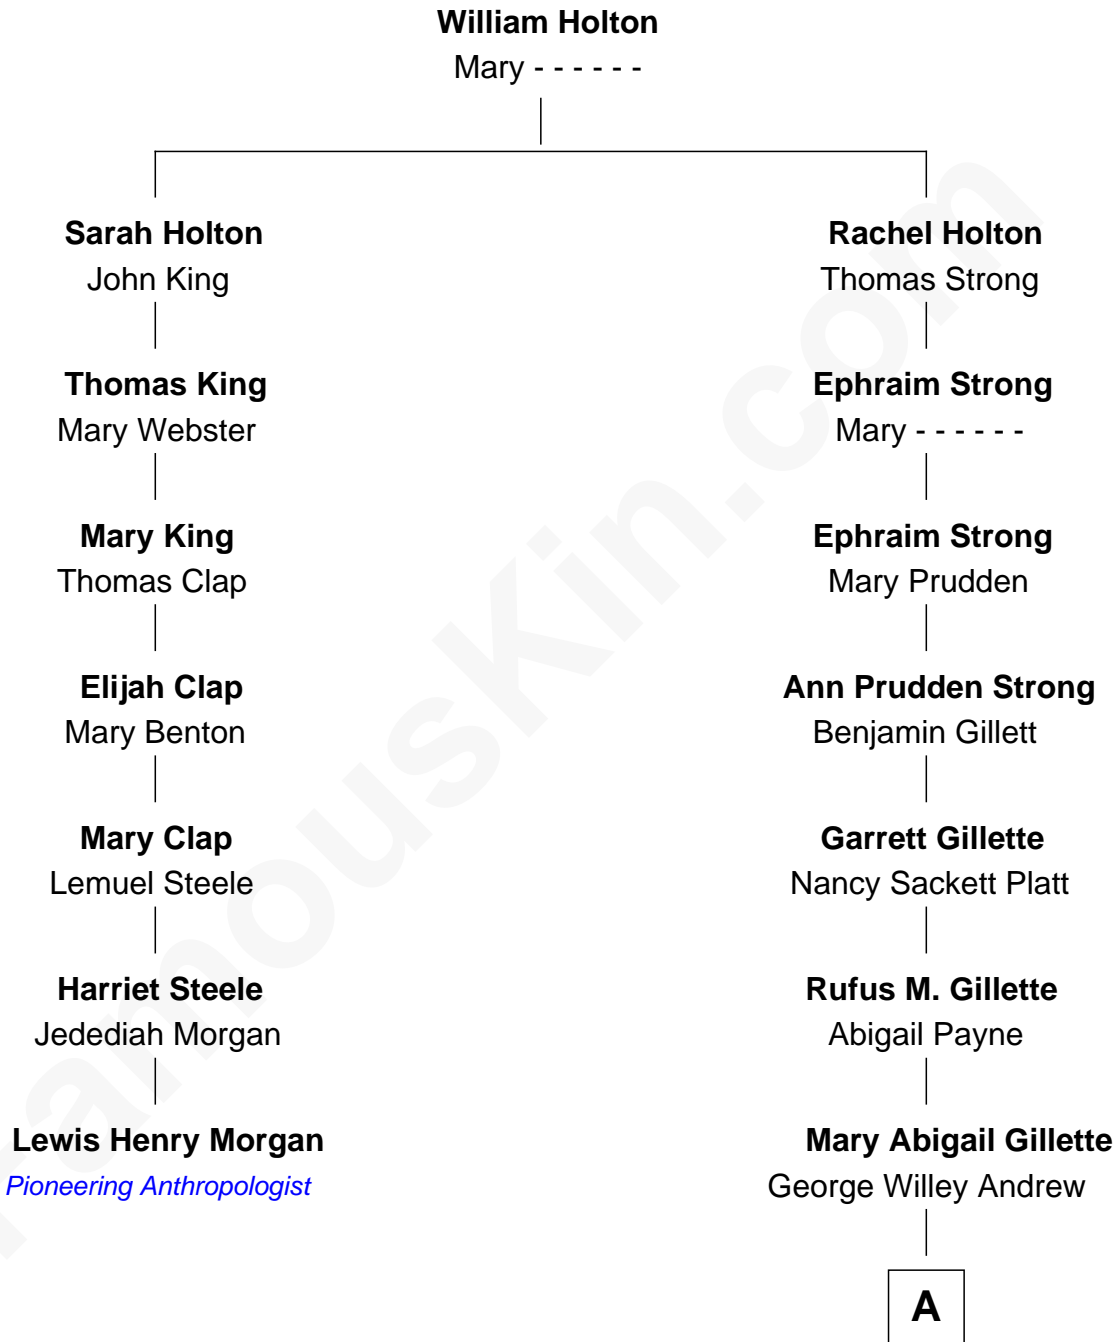 William Holton
Mary - - - - - -
Sarah Holton
John King
Rachel Holton
Thomas Strong
Thomas King
Mary Webster
Ephraim Strong
Mary - - - - - -
Mary King
Thomas Clap
Ephraim Strong
Mary Prudden
Elijah Clap
Mary Benton
Ann Prudden Strong
Benjamin Gillett
Mary Clap
Lemuel Steele
Garrett Gillette
Nancy Sackett Platt
Harriet Steele
Jedediah Morgan
Rufus M. Gillette
Abigail Payne
Lewis Henry Morgan
Pioneering Anthropologist
Mary Abigail Gillette
George Willey Andrew
A
FamousKin.com